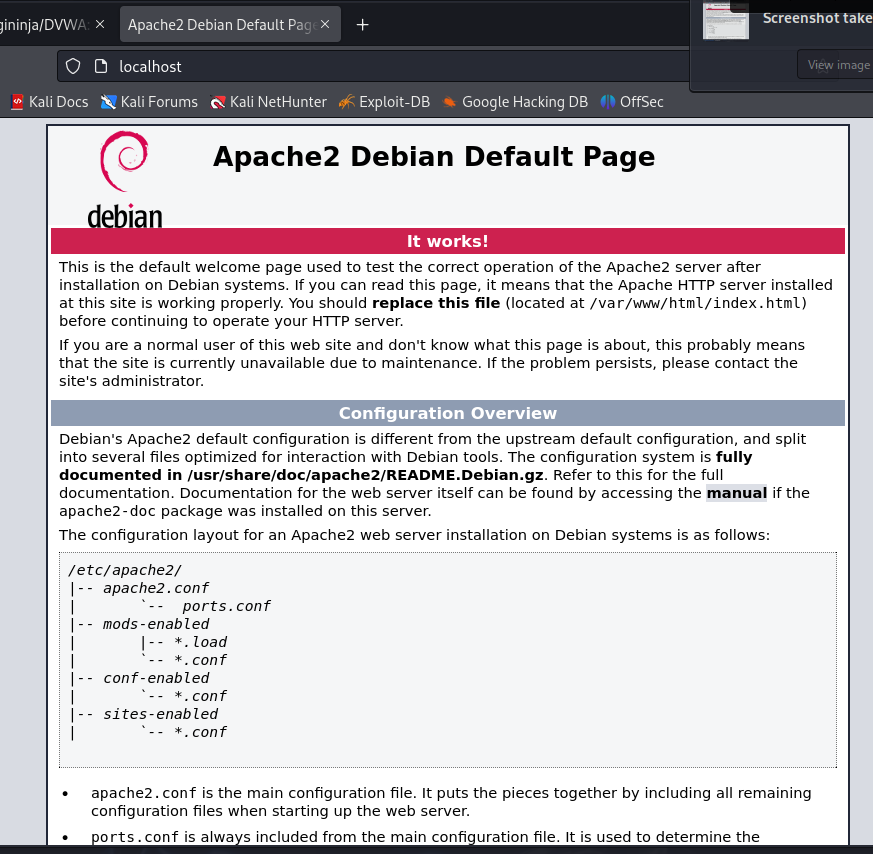 gininja/DVWA:
Apache2 Debian Default Page
Screenshot take
View image
localhost
Kali Docs Kali Forums Kali NetHunter Exploit-DB Google Hacking DB OffSec
debian
Apache2 Debian Default Page
It works!
This is the default welcome page used to test the correct operation of the Apache2 server after
installation on Debian systems. If you can read this page, it means that the Apache HTTP server installed
at this site is working properly. You should replace this file (located at /var/www/html/index.html)
before continuing to operate your HTTP server.
If you are a normal user of this web site and don't know what this page is about, this probably means
that the site is currently unavailable due to maintenance. If the problem persists, please contact the
site's administrator.
Configuration Overview
Debian's Apache2 default configuration is different from the upstream default configuration, and split
into several files optimized for interaction with Debian tools. The configuration system is fully
documented in /usr/share/doc/apache2/README.Debian.gz. Refer to this for the full
documentation. Documentation for the web server itself can be found by accessing the manual if the
apache2-doc package was installed on this server.
The configuration layout for an Apache2 web server installation on Debian systems is as follows:
/etc/apache2/
|-- apache2.conf
|       `--  ports.conf
|-- mods-enabled
|       |-- *.load
|       `-- *.conf
|-- conf-enabled
|       `-- *.conf
|-- sites-enabled
|       `-- *.conf
• apache2.conf is the main configuration file. It puts the pieces together by including all remaining
configuration files when starting up the web server.
• ports.conf is always included from the main configuration file. It is used to determine the